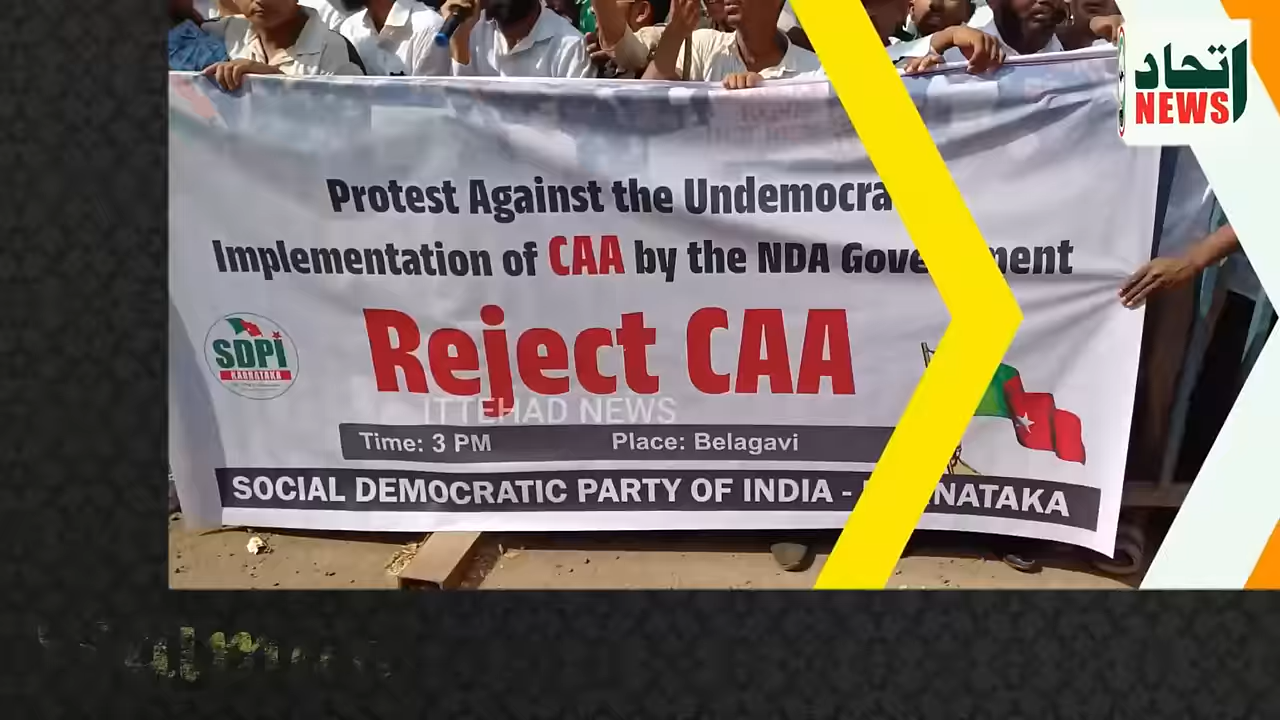 اتحاد
NEWS
Protest Against the Undemocra
Implementation of CAA by the NDA Gove ment
Reject CAA
SDPI
KARNATAKA
ITTEHAD NEWS
Time: 3 PM Place: Belagavi
SOCIAL DEMOCRATIC PARTY OF INDIA - NATAKA